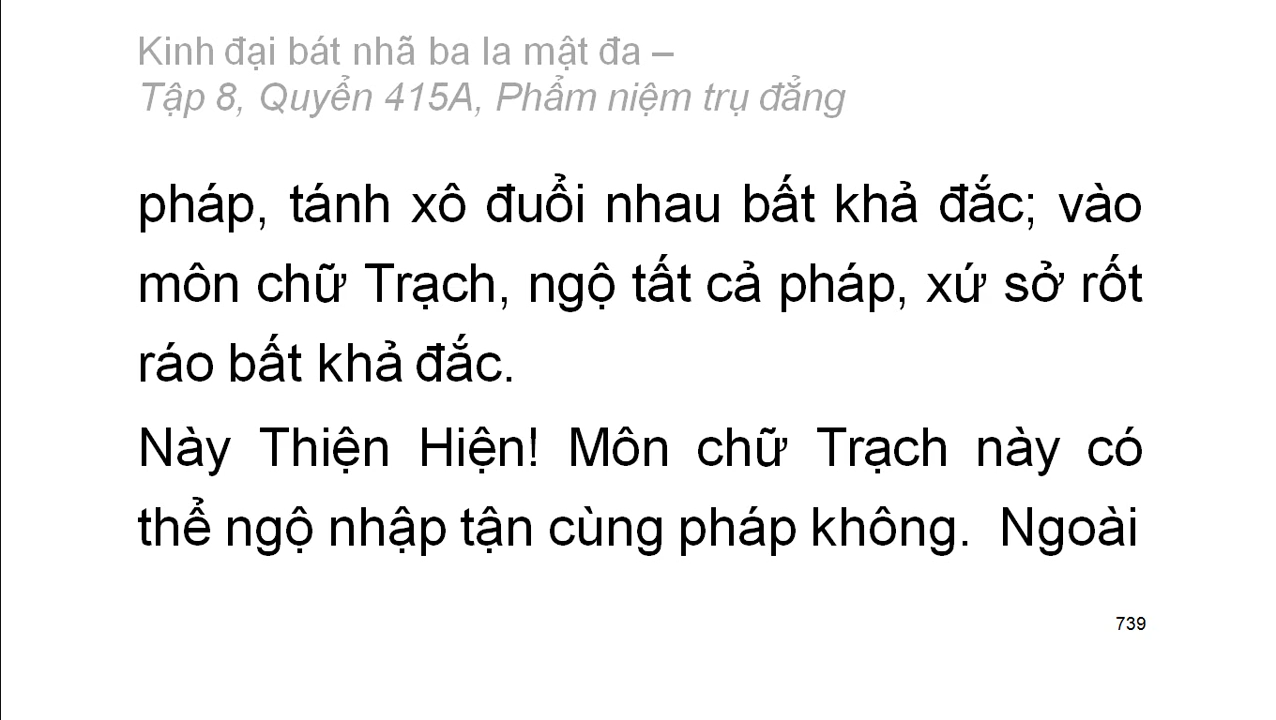 Kinh đại bát nhã ba la mật đa –
Tập 8, Quyển 415A, Phẩm niệm trụ đẳng
pháp, tánh xô đuổi nhau bất khả đắc; vào
môn chữ Trạch, ngộ tất cả pháp, xứ sở rốt
ráo bất khả đắc.
Này Thiện Hiện! Môn chữ Trạch này có
thể ngộ nhập tận cùng pháp không. Ngoài
739